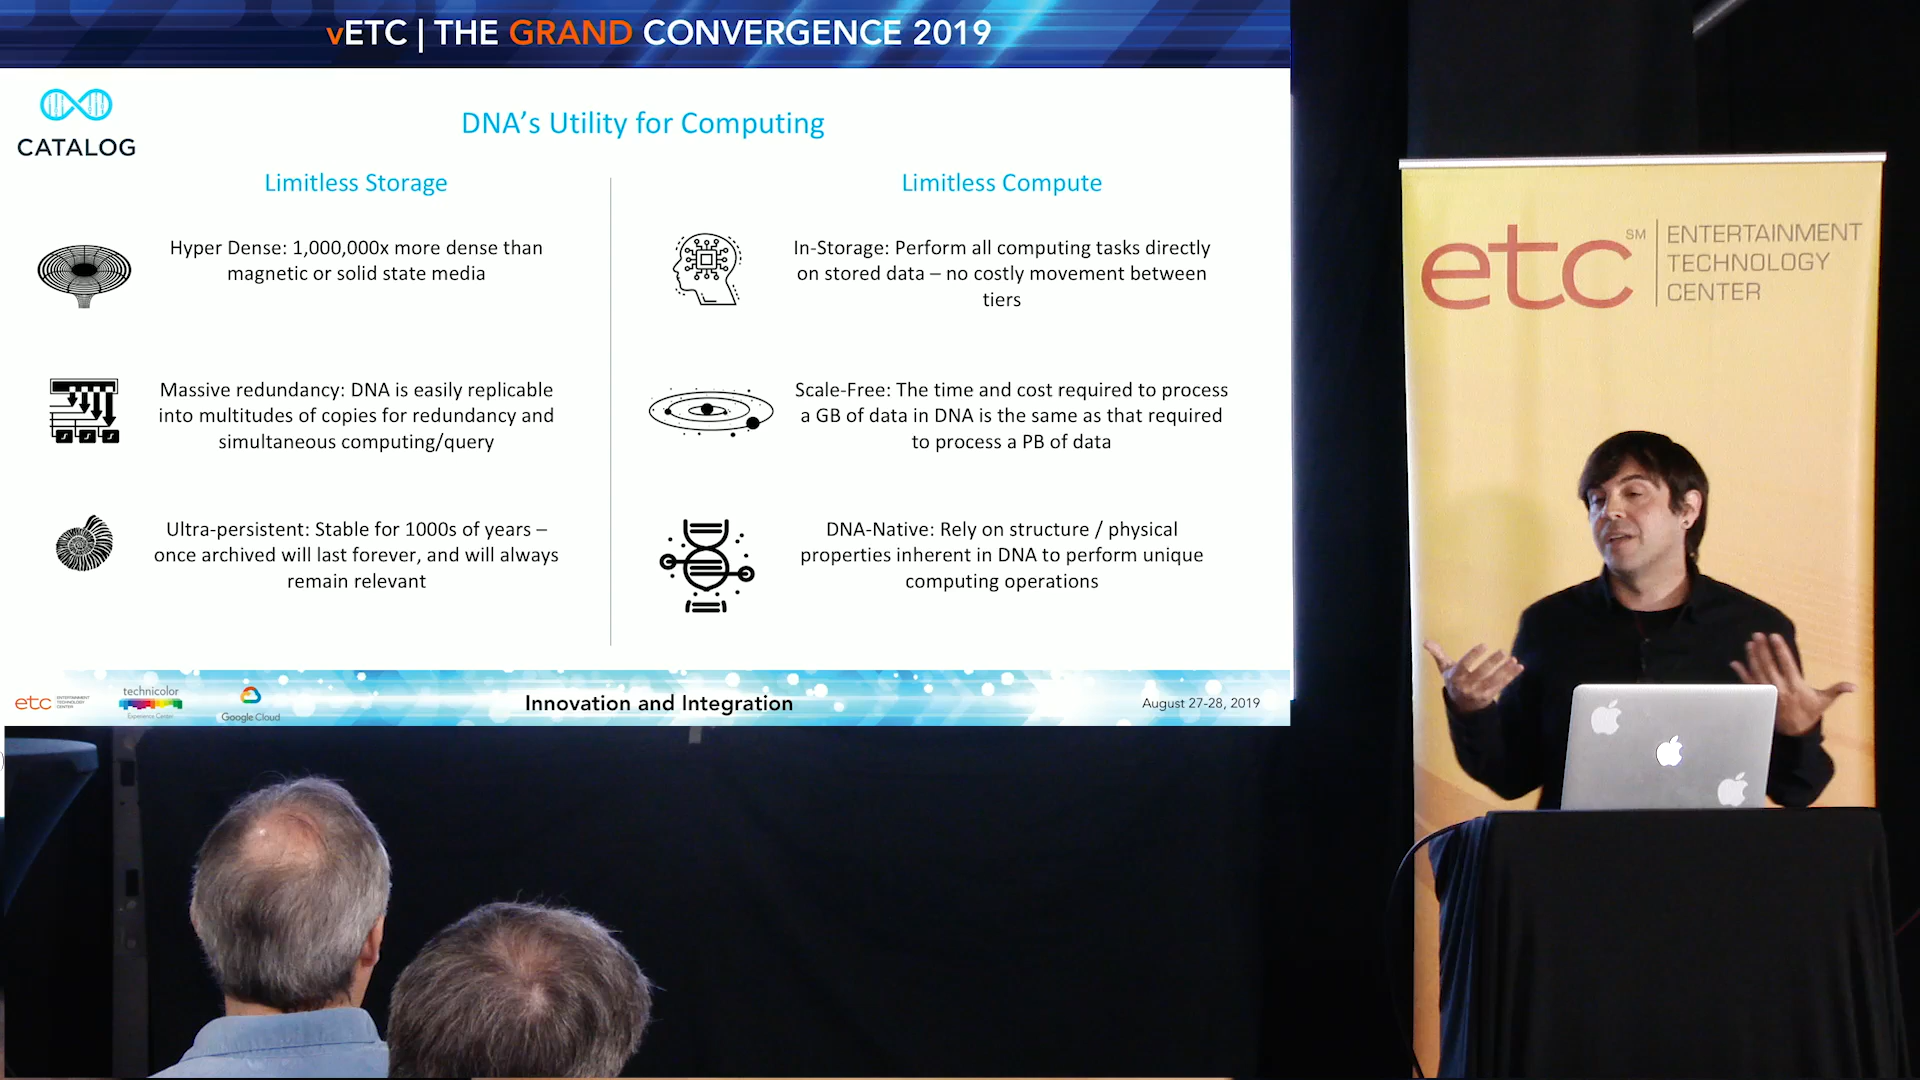 vETC | THE GRAND CONVERGENCE 2019
CATALOG
DNA's Utility for Computing
Limitless Storage
Hyper Dense: 1,000,000x more dense than
magnetic or solid state media
Massive redundancy: DNA is easily replicable
into multitudes of copies for redundancy and
simultaneous computing/query
Ultra-persistent: Stable for 1000s of years –
once archived will last forever, and will always
remain relevant
Limitless Compute
In-Storage: Perform all computing tasks directly
on stored data – no costly movement between
tiers
Scale-Free: The time and cost required to process
a GB of data in DNA is the same as that required
to process a PB of data
DNA-Native: Rely on structure / physical
properties inherent in DNA to perform unique
computing operations
etc ENTERTAINMENT
TECHNOLOGY
CENTER
technicolor
Experience Center
Google Cloud
Innovation and Integration
August 27-28, 2019
etc SM
ENTERTAINMENT
TECHNOLOGY
CENTER